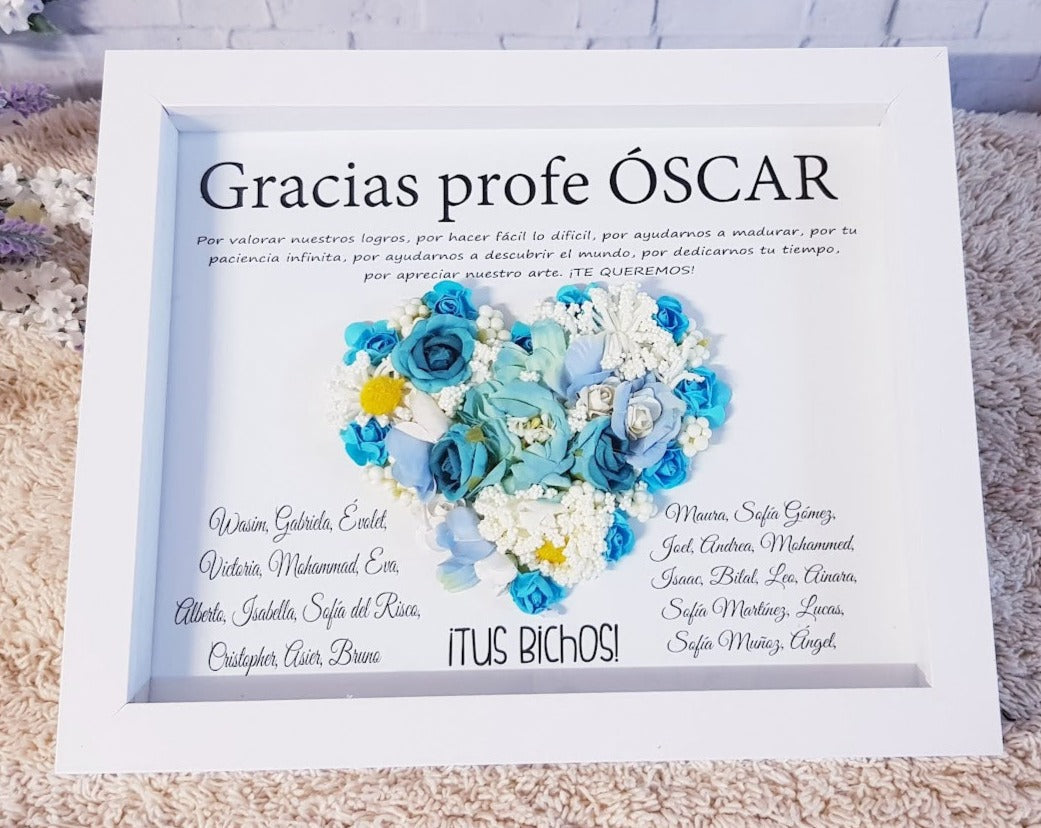 Gracias profe ÓSCAR
Por valorar nuestros logros, por hacer fácil lo dificil, por ayudarnos a madurar, por tu
paciencia infinita, por ayudarnos a descubrir el mundo, por dedicarnos tu tiempo,
por apreciar nuestro arte. ¡TE QUEREMOS!
Wasim, Gabriela, Évolet,
Victoria, Mohammad, Eva,
Alberto, Isabella, Sofía del Risco,
Cristopher, Asier, Bruno
¡TUS BichOS!
Maura, Sofía Gómez,
Joel, Andrea, Mohammed,
Isaac, Bilal, Leo, Ainara,
Sofía Martínez, Lucas,
Sofía Muñoz, Ángel,